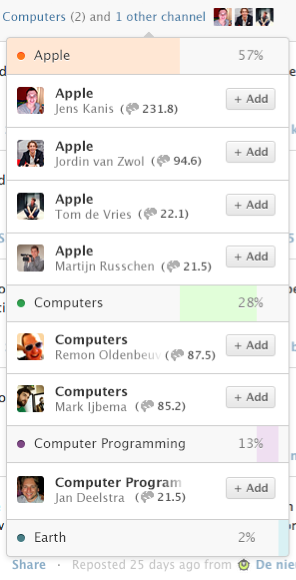 Computers (2) and 1 other channel
Apple 57%
Apple
Jens Kanis (231.8)
+ Add
Apple
Jordin van Zwol (94.6)
+ Add
Apple
Tom de Vries (22.1)
+ Add
Apple
Martijn Russchen (21.5)
+ Add
Computers 28%
Computers
Remon Oldenbeuv (87.5)
+ Add
Computers
Mark Ijbema (85.2)
+ Add
Computer Programming 13%
Computer Program
Jan Deelstra (21.5)
+ Add
Earth 2%
Share · Reposted 25 days ago from De nie